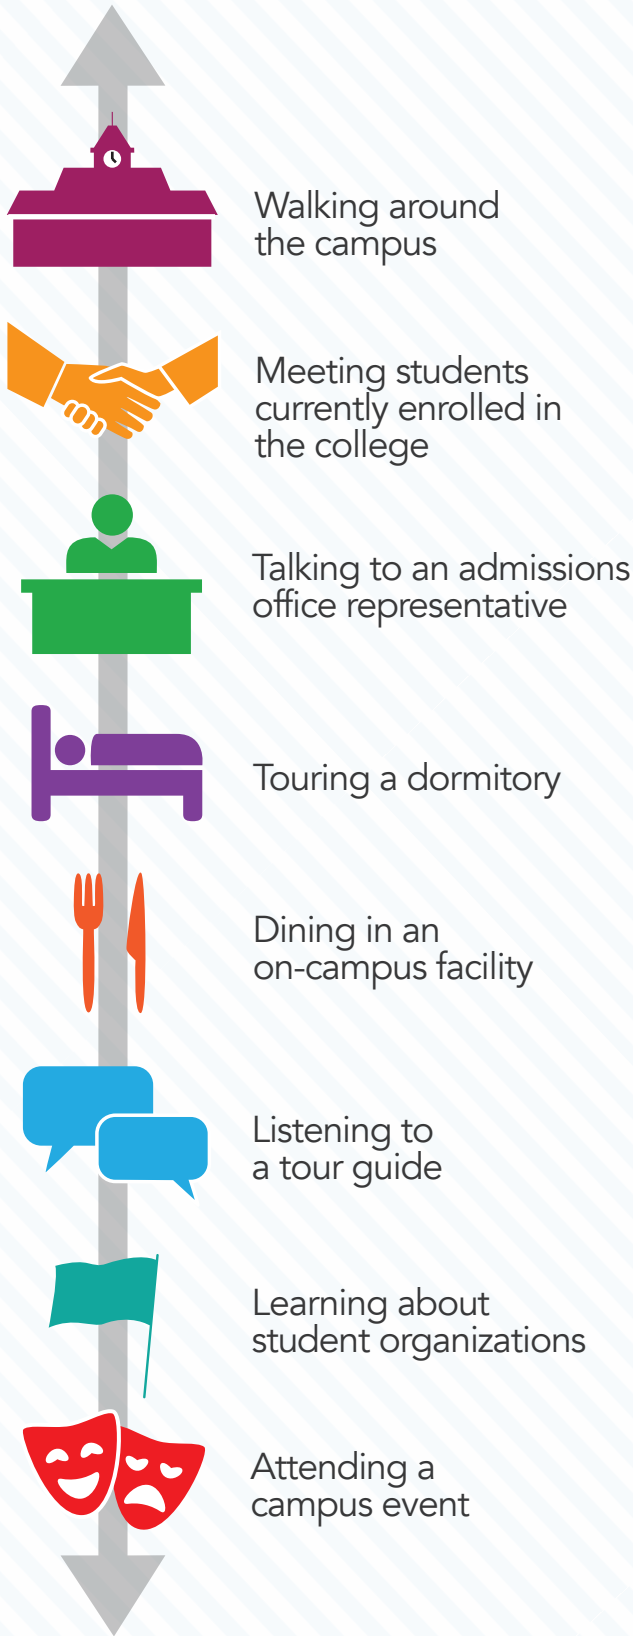 Walking around
the campus
Meeting students
currently enrolled in
the college
Talking to an admissions
office representative
Touring a dormitory
Dining in an
on-campus facility
Listening to
a tour guide
Learning about
student organizations
Attending a
campus event